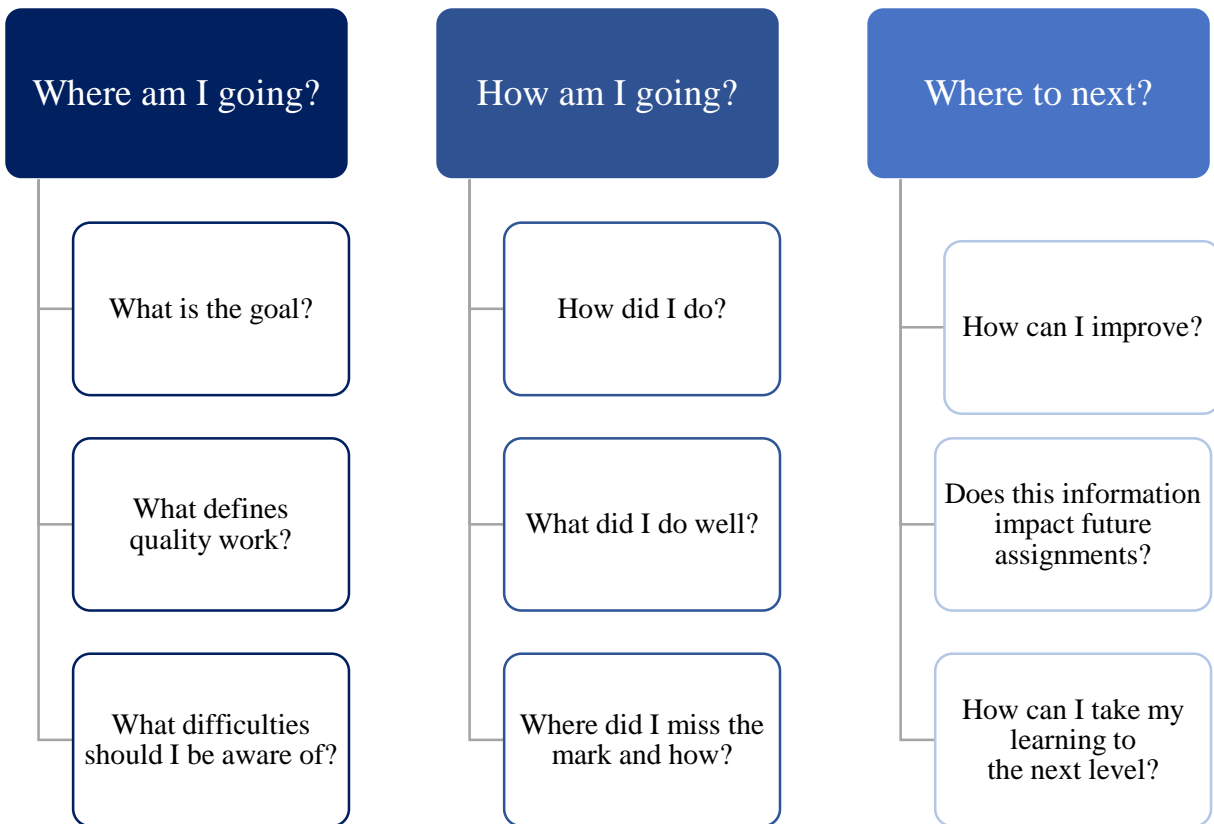 Where am I going?
What is the goal?
What defines
quality work?
What difficulties
should I be aware of?
How am I going?
How did I do?
What did I do well?
Where did I miss the
mark and how?
Where to next?
How can I improve?
Does this information
impact future
assignments?
How can I take my
learning to
the next level?